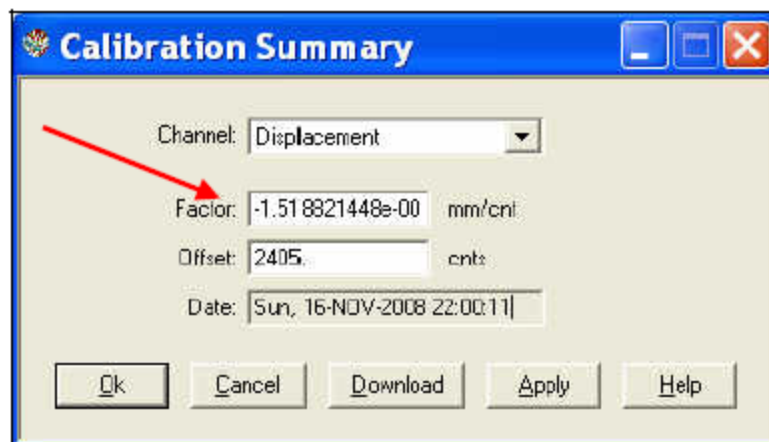 Calibration Summary
Channel: Displacement
Factor: -1.518821448e-00 mm/cnt
Offset: 2405. cnts
Date: Sun, 16-NOV-2008 22:00:11
Ok Cancel Download Apply Help